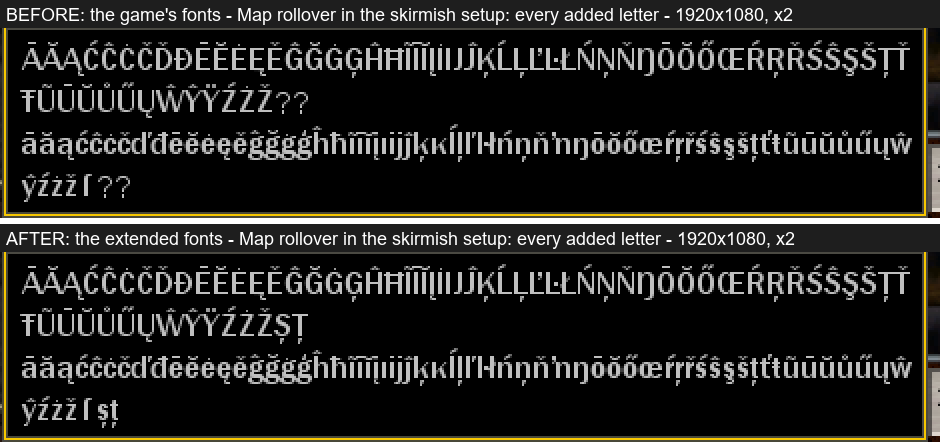 BEFORE: the game's fonts - Map rollover in the skirmish setup: every added letter - 1920x1080, x2
ĀĂĄĆĈĊČĎĐĒĔĖĘĚĜĞĠĢĤĦĨĪĬĮİĲĴĶĹĻĽĿŁŃŅŇŊŌŎŐŒŔŖŘŚŜŞŠŢŤ
ŦŨŪŬŮŰŲŴŶŸŹŻŽ??
āăąćĉċčďđēĕėęěĝğġģĥħĩīĭįıĳĵķĸĺļľŀłńņňŉŋōŏőœŕŗřśŝşšţťŧũūŭůűųŵ
ŷźżžſ??
AFTER: the extended fonts - Map rollover in the skirmish setup: every added letter - 1920x1080, x2
ĀĂĄĆĈĊČĎĐĒĔĖĘĚĜĞĠĢĤĦĨĪĬĮİĲĴĶĹĻĽĿŁŃŅŇŊŌŎŐŒŔŖŘŚŜŞŠŢŤ
ŦŨŪŬŮŰŲŴŶŸŹŻŽȘȚ
āăąćĉċčďđēĕėęěĝğġģĥħĩīĭįıĳĵķĸĺļľŀłńņňŉŋōŏőœŕŗřśŝşšţťŧũūŭůűųŵ
ŷźżžſșț